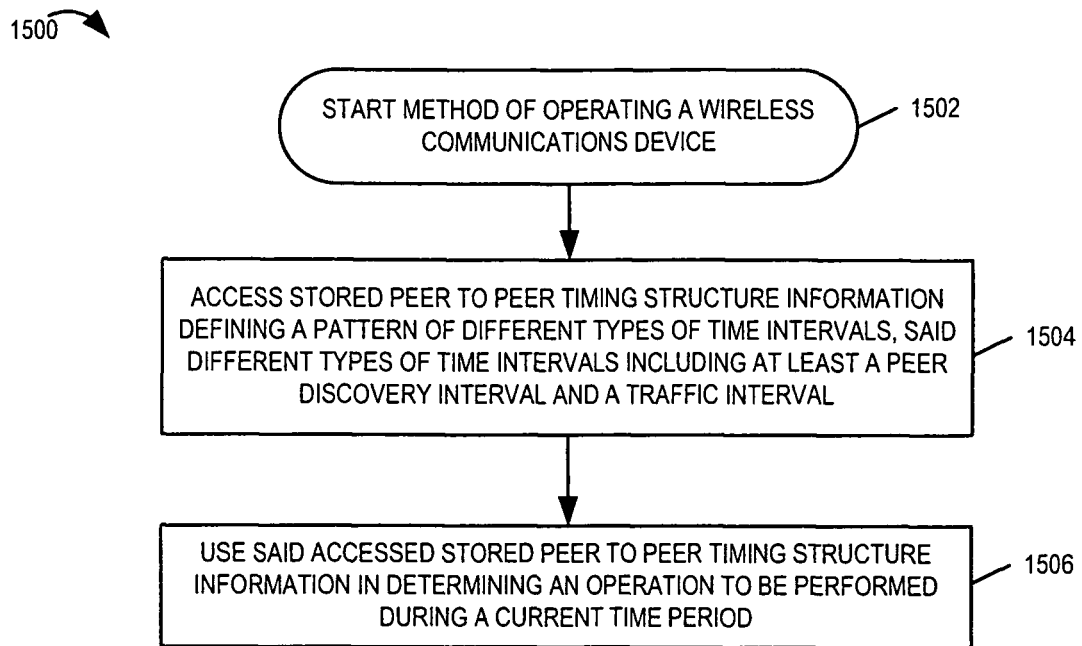 1500
START METHOD OF OPERATING A WIRELESS
COMMUNICATIONS DEVICE
1502
ACCESS STORED PEER TO PEER TIMING STRUCTURE INFORMATION
DEFINING A PATTERN OF DIFFERENT TYPES OF TIME INTERVALS, SAID
DIFFERENT TYPES OF TIME INTERVALS INCLUDING AT LEAST A PEER
DISCOVERY INTERVAL AND A TRAFFIC INTERVAL
1504
USE SAID ACCESSED STORED PEER TO PEER TIMING STRUCTURE
INFORMATION IN DETERMINING AN OPERATION TO BE PERFORMED
DURING A CURRENT TIME PERIOD
1506